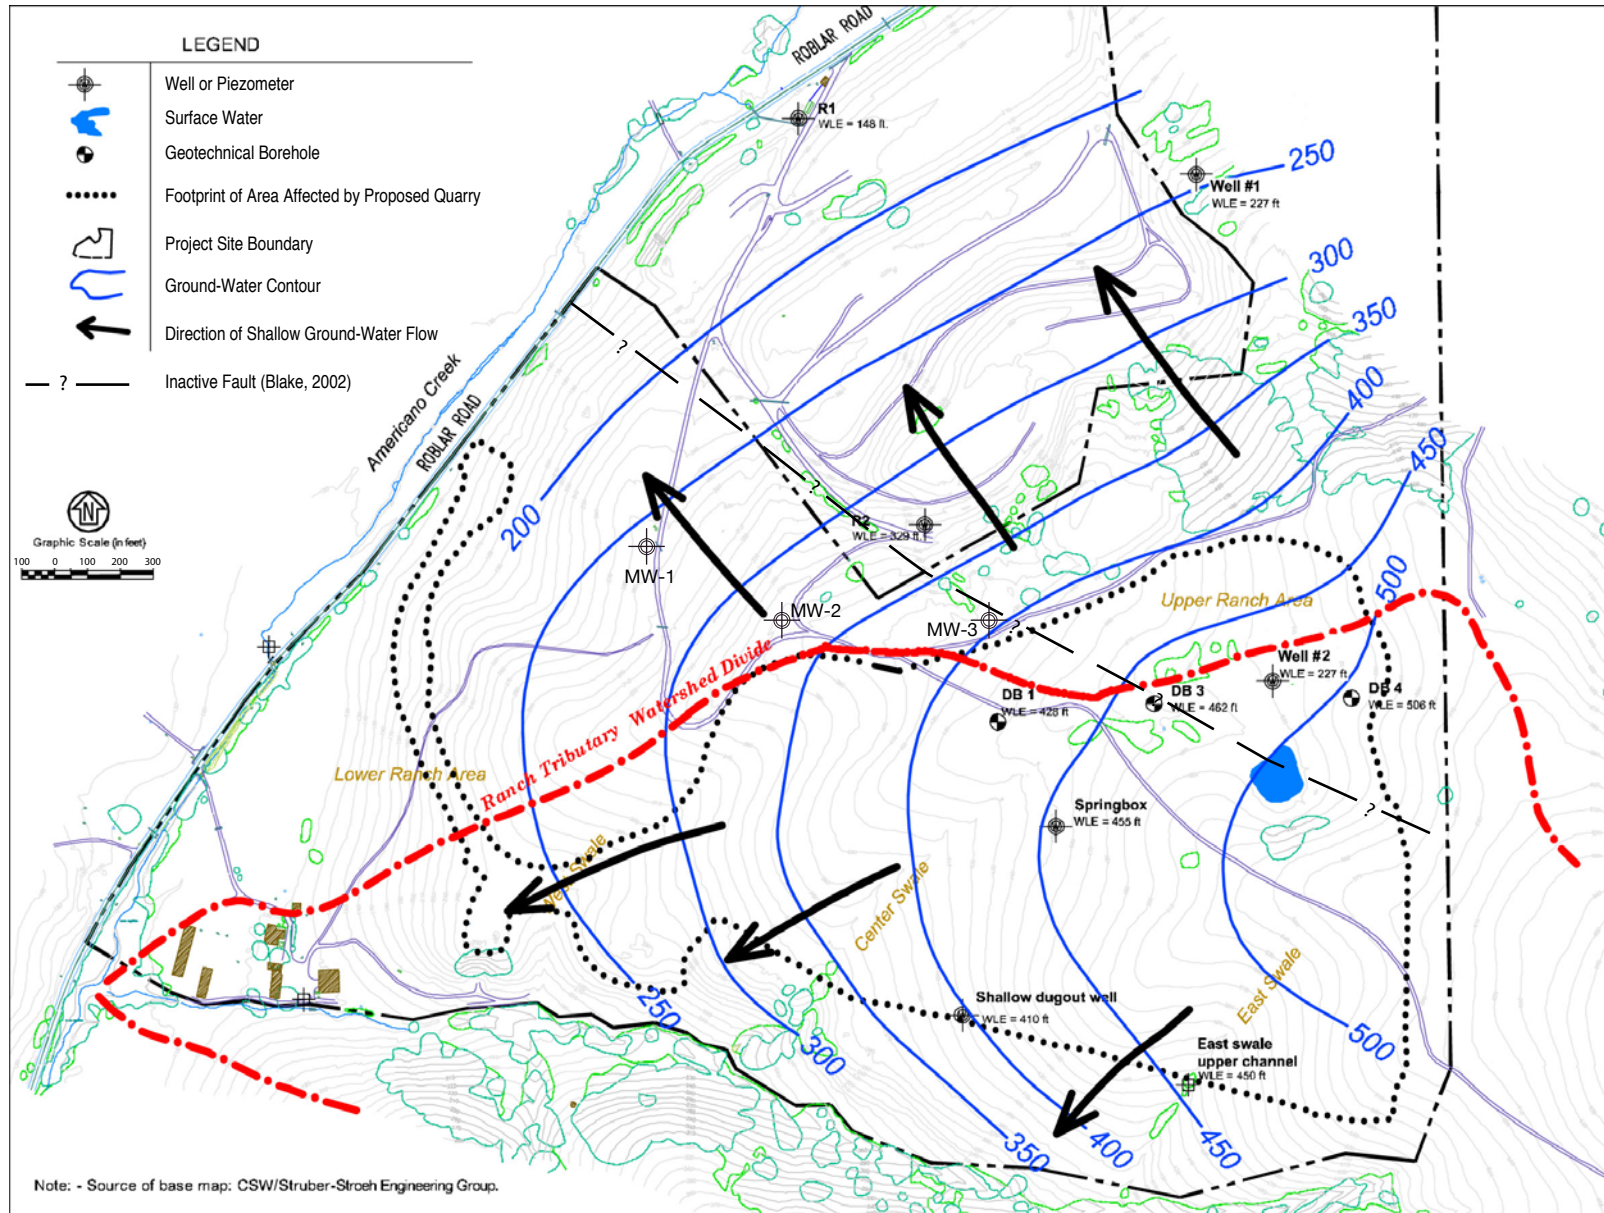 LEGEND
Well or Piezometer
Surface Water
Geotechnical Borehole
Footprint of Area Affected by Proposed Quarry
Project Site Boundary
Ground-Water Contour
Direction of Shallow Ground-Water Flow
? Inactive Fault (Blake, 2002)
N
Graphic Scale (in feet)
100 0 100 200 300
ROBLAR ROAD
R1
WLE = 148 ft.
Well #1
WLE = 227 ft
250
300
350
400
450
500
Americano Creek
ROBLAR ROAD
?
?
200
R2
WLE = 329 ft.
MW-1
MW-2
MW-3
?
Upper Ranch Area
Ranch Tributary Watershed Divide
Well #2
WLE = 227 ft
DB 1
WLE = 428 ft
DB 3
WLE = 462 ft
DB 4
WLE = 506 ft
?
?
Lower Ranch Area
Springbox
WLE = 455 ft
West Swale
Center Swale
East Swale
Shallow dugout well
WLE = 410 ft
East swale
upper channel
WLE = 450 ft
250
300
350
400
450
500
Note: - Source of base map: CSW/Struber-Stroeh Engineering Group.